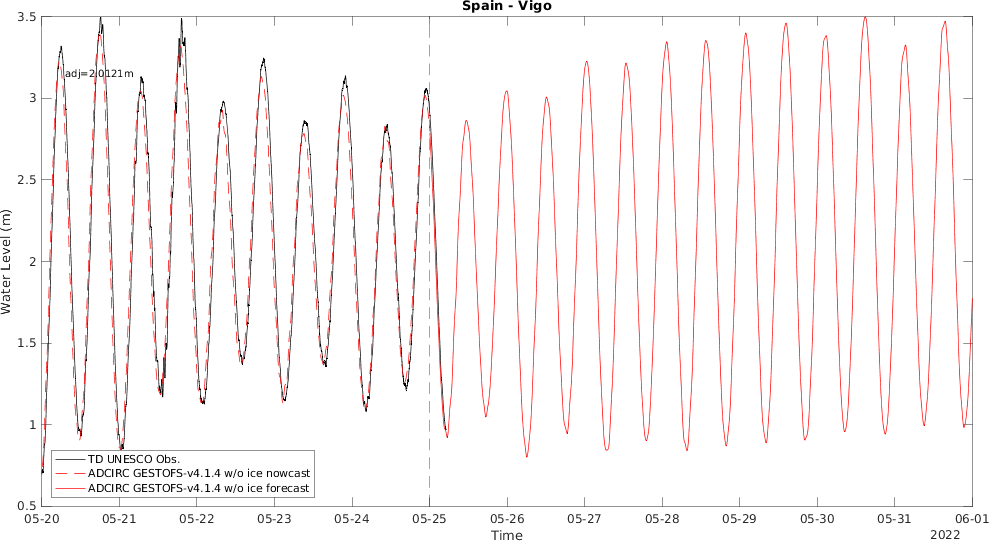 Spain - Vigo
3.5
adj=2.0121m
3
2.5
2
1.5
1
0.5
Water Level (m)
TD UNESCO Obs.
ADCIRC GESTOFS-v4.1.4 w/o ice nowcast
ADCIRC GESTOFS-v4.1.4 w/o ice forecast
05-20 05-21 05-22 05-23 05-24 05-25 05-26 05-27 05-28 05-29 05-30 05-31 06-01
Time
2022